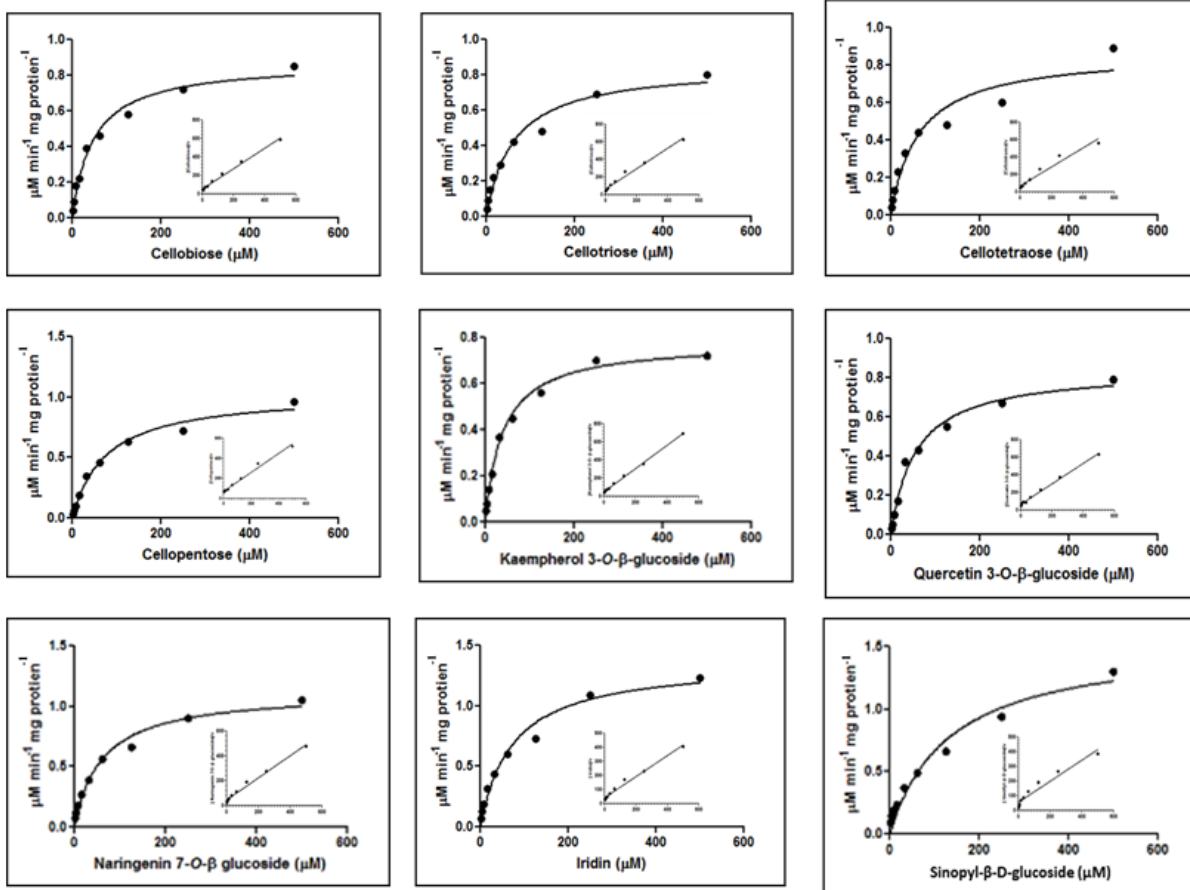 μM min⁻¹ mg protien⁻¹
1.0
0.8
0.6
0.4
0.2
0.0
0 200 400 600
Cellobiose (μM)
μM min⁻¹ mg protien⁻¹
1.0
0.8
0.6
0.4
0.2
0.0
0 200 400 600
Cellotriose (μM)
μM min⁻¹ mg protien⁻¹
1.0
0.8
0.6
0.4
0.2
0.0
0 200 400 600
Cellotetraose (μM)
μM min⁻¹ mg protien⁻¹
1.5
1.0
0.5
0.0
0 200 400 600
Cellopentose (μM)
μM min⁻¹ mg protien⁻¹
0.8
0.6
0.4
0.2
0.0
0 200 400 600
Kaempherol 3-O-β-glucoside (μM)
μM min⁻¹ mg protien⁻¹
1.0
0.8
0.6
0.4
0.2
0.0
0 200 400 600
Quercetin 3-O-β-glucoside (μM)
μM min⁻¹ mg protien⁻¹
1.5
1.0
0.5
0.0
0 200 400 600
Naringenin 7-O-β glucoside (μM)
μM min⁻¹ mg protien⁻¹
1.5
1.0
0.5
0.0
0 200 400 600
Iridin (μM)
μM min⁻¹ mg protien⁻¹
1.5
1.0
0.5
0.0
0 200 400 600
Sinopyl-β-D-glucoside (μM)